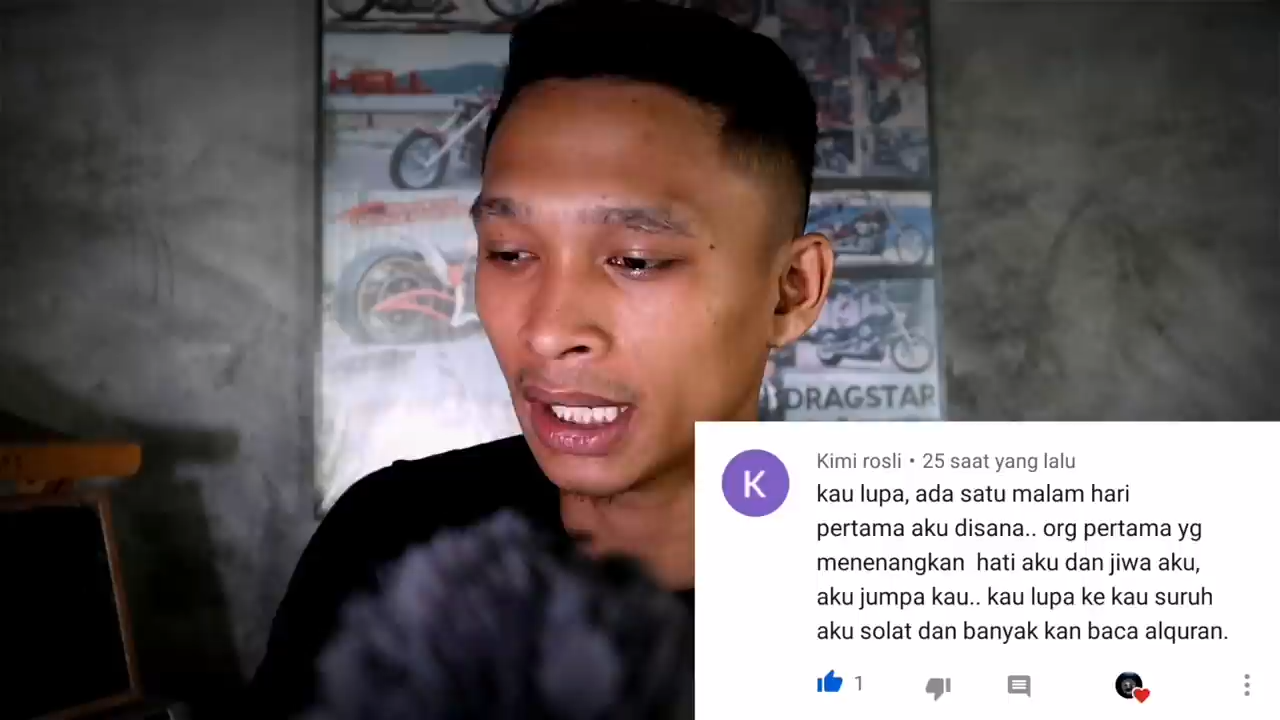 DRAGSTAR
K
Kimi rosli • 25 saat yang lalu
kau lupa, ada satu malam hari
pertama aku disana.. org pertama yg
menenangkan hati aku dan jiwa aku,
aku jumpa kau.. kau lupa ke kau suruh
aku solat dan banyak kan baca alquran.
1